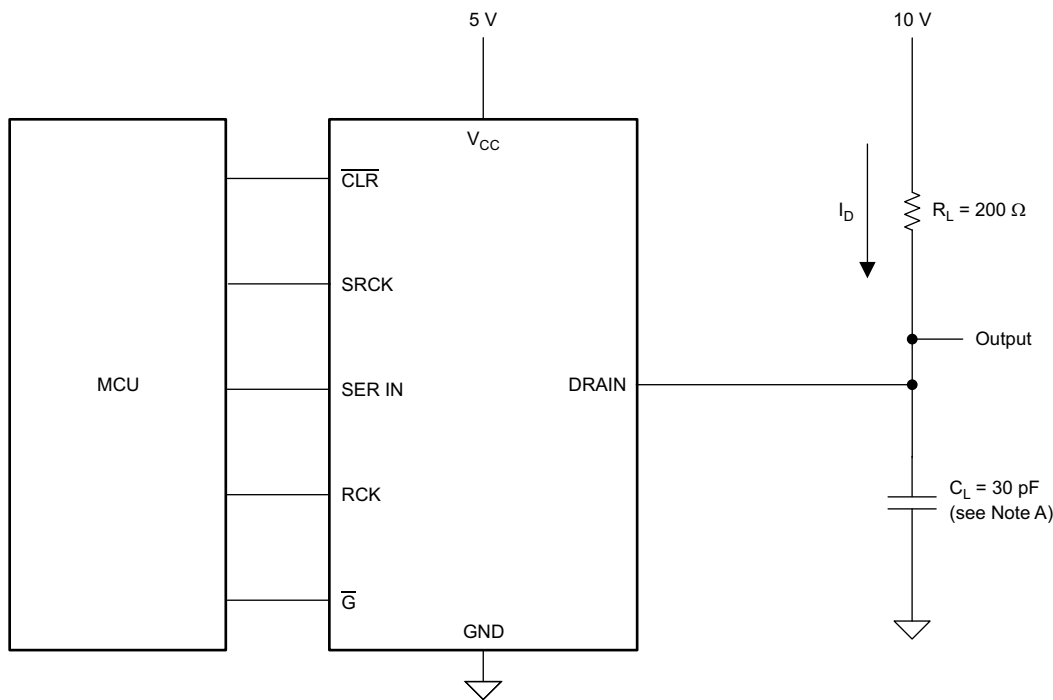 5 V
10 V
V_CC
C̅L̅R̅
SRCK
I_D
R_L = 200 Ω
Output
MCU
SER IN
DRAIN
RCK
C_L = 30 pF
(see Note A)
G̅
GND